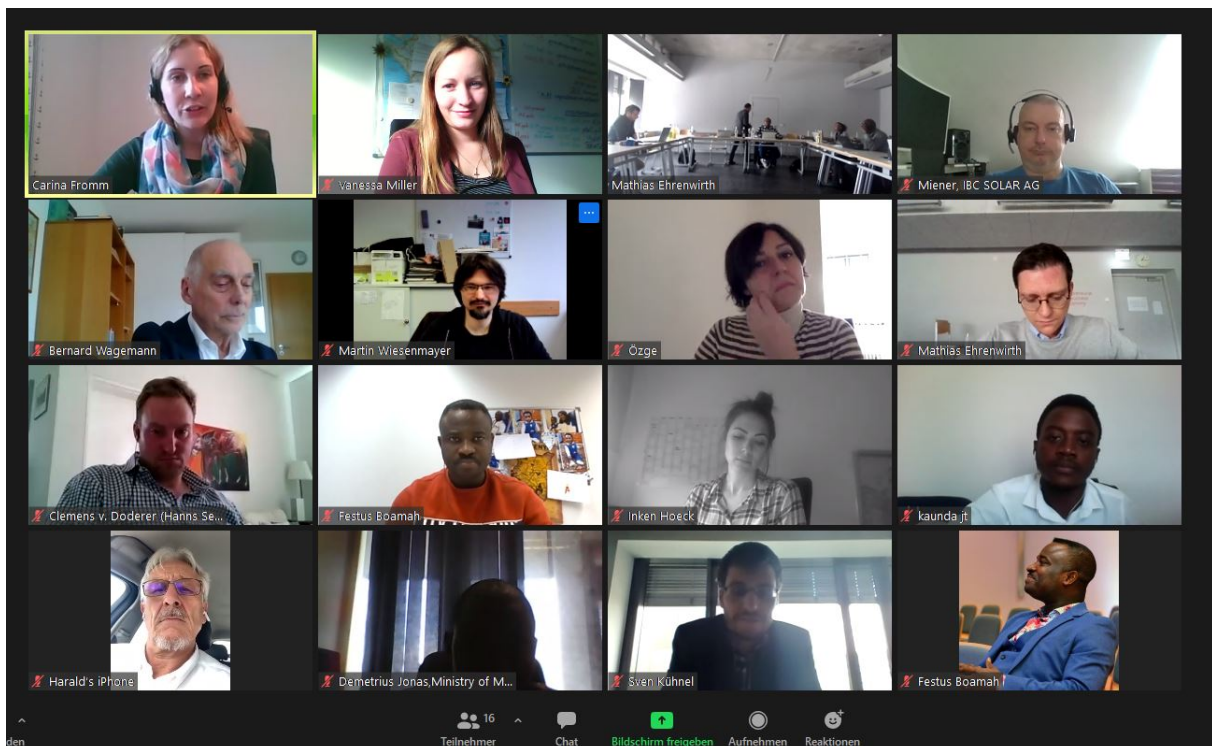 Carina Fromm
Vanessa Miller
Mathias Ehrenwirth
Miener, IBC SOLAR AG
Bernard Wagemann
Martin Wiesenmayer
Özge
Mathias Ehrenwirth
Clemens v. Doderer (Hanns Se...
Festus Boamah
Inken Hoeck
kaunda jt
Harald's iPhone
Demetrius Jonas,Ministry of M...
Sven Kühnel
Festus Boamah
den
16
Teilnehmer
Chat
Bildschirm freigeben
Aufnehmen
Reaktionen